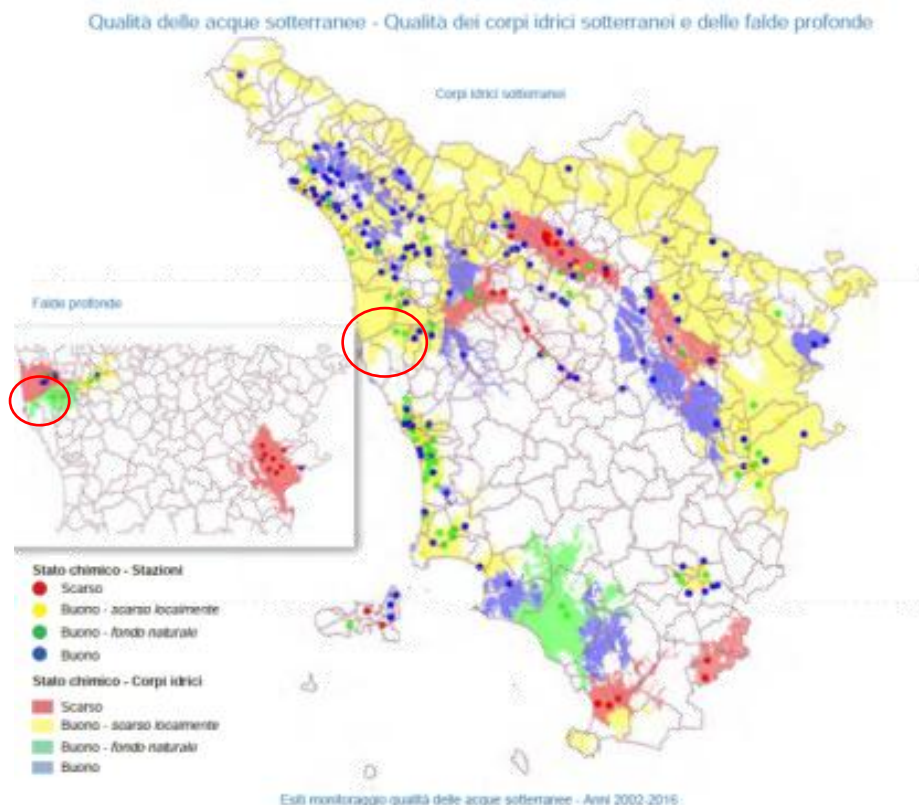 Qualità delle acque sotterranee - Qualità dei corpi idrici sotterranei e delle falde profonde
Corpi idrici sotterranei
Falde profonde
Stato chimico - Stazioni
Scarso
Buono - scarso localmente
Buono - fondo naturale
Buono
Stato chimico - Corpi idrici
Scarso
Buono - scarso localmente
Buono - fondo naturale
Buono
Esiti monitoraggio qualità delle acque sotterranee - Anni 2002-2016